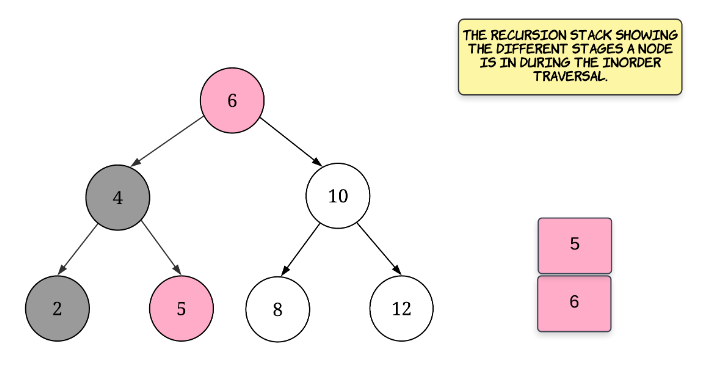 THE RECURSION STACK SHOWING
THE DIFFERENT STAGES A NODE
IS IN DURING THE INORDER
TRAVERSAL.
6
4
10
2
5
8
12
5
6